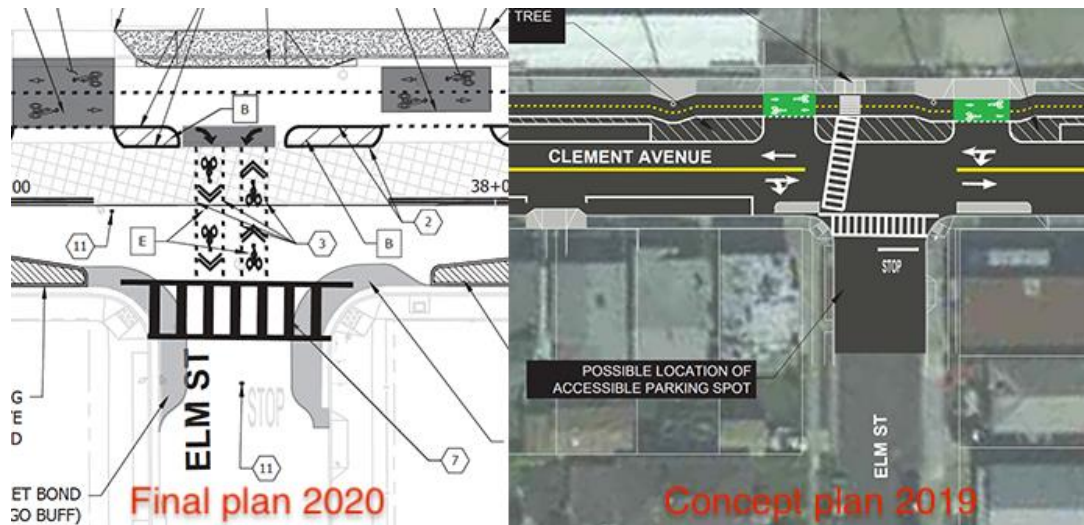 B
00
38+0
11
E
3
B
2
ELM ST
STOP
11
7
G
E
D
ET BOND
GO BUFF)
Final plan 2020
TREE
CLEMENT AVENUE
STOP
POSSIBLE LOCATION OF
ACCESSIBLE PARKING SPOT
ELM ST
Concept plan 2019